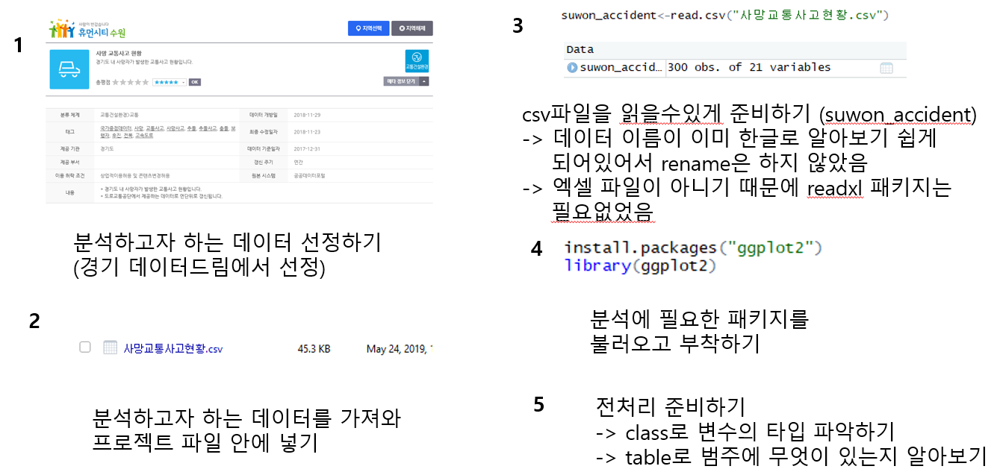 1
사람이 반갑습니다
휴먼시티 수원
지역선택
지역해제
사망 교통사고 현황
경기도 내 사망자가 발생한 교통사고 현황입니다.
교통건설환경
총평점 ★★★★★ ★★★★★ OK
메타 정보 닫기
분류 체계 교통건설환경>교통 데이터 개방일 2018-11-29
태그 국가중점데이터, 사망, 교통사고, 사망사고, 추돌, 추돌사고, 충돌, 보행자, 후진, 전복, 고속도로 최종 수정일자 2018-11-23
제공 기관 경기도 데이터 기준일자 2017-12-31
제공 부서 갱신 주기 연간
이용 허락 조건 상업적이용허용 및 콘텐츠변경허용 원본 시스템 공공데이터포털
내용 • 경기도 내 사망자가 발생한 교통사고 현황입니다.
• 도로교통공단에서 제공하는 데이터로 연단위로 갱신됩니다.
분석하고자 하는 데이터 선정하기
(경기 데이터드림에서 선정)
2
사망교통사고현황.csv 45.3 KB May 24, 2019,
분석하고자 하는 데이터를 가져와
프로젝트 파일 안에 넣기
3
suwon_accident<-read.csv("사망교통사고현황.csv")
Data
suwon_accid… 300 obs. of 21 variables
csv파일을 읽을수있게 준비하기 (suwon_accident)
-> 데이터 이름이 이미 한글로 알아보기 쉽게
되어있어서 rename은 하지 않았음
-> 엑셀 파일이 아니기 때문에 readxl 패키지는
필요없었음
4
install.packages("ggplot2")
library(ggplot2)
분석에 필요한 패키지를
불러오고 부착하기
5
전처리 준비하기
-> class로 변수의 타입 파악하기
-> table로 범주에 무엇이 있는지 알아보기